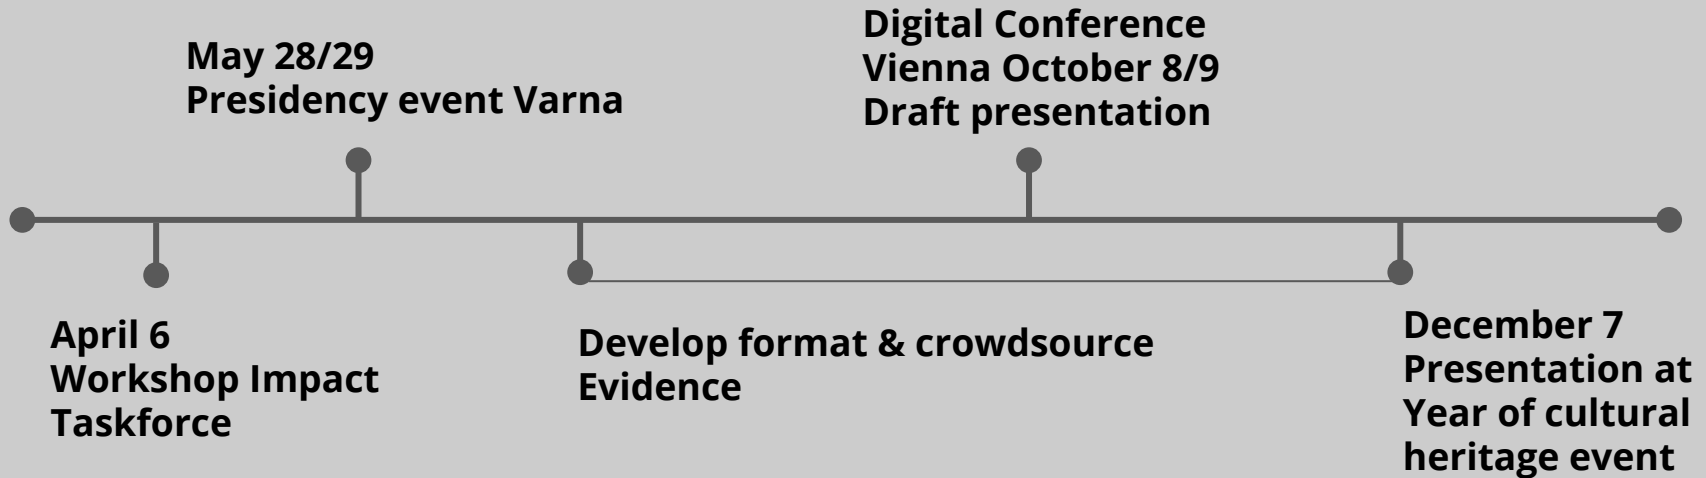 May 28/29
Presidency event Varna
Digital Conference
Vienna October 8/9
Draft presentation
April 6
Workshop Impact
Taskforce
Develop format & crowdsource
Evidence
December 7
Presentation at
Year of cultural
heritage event